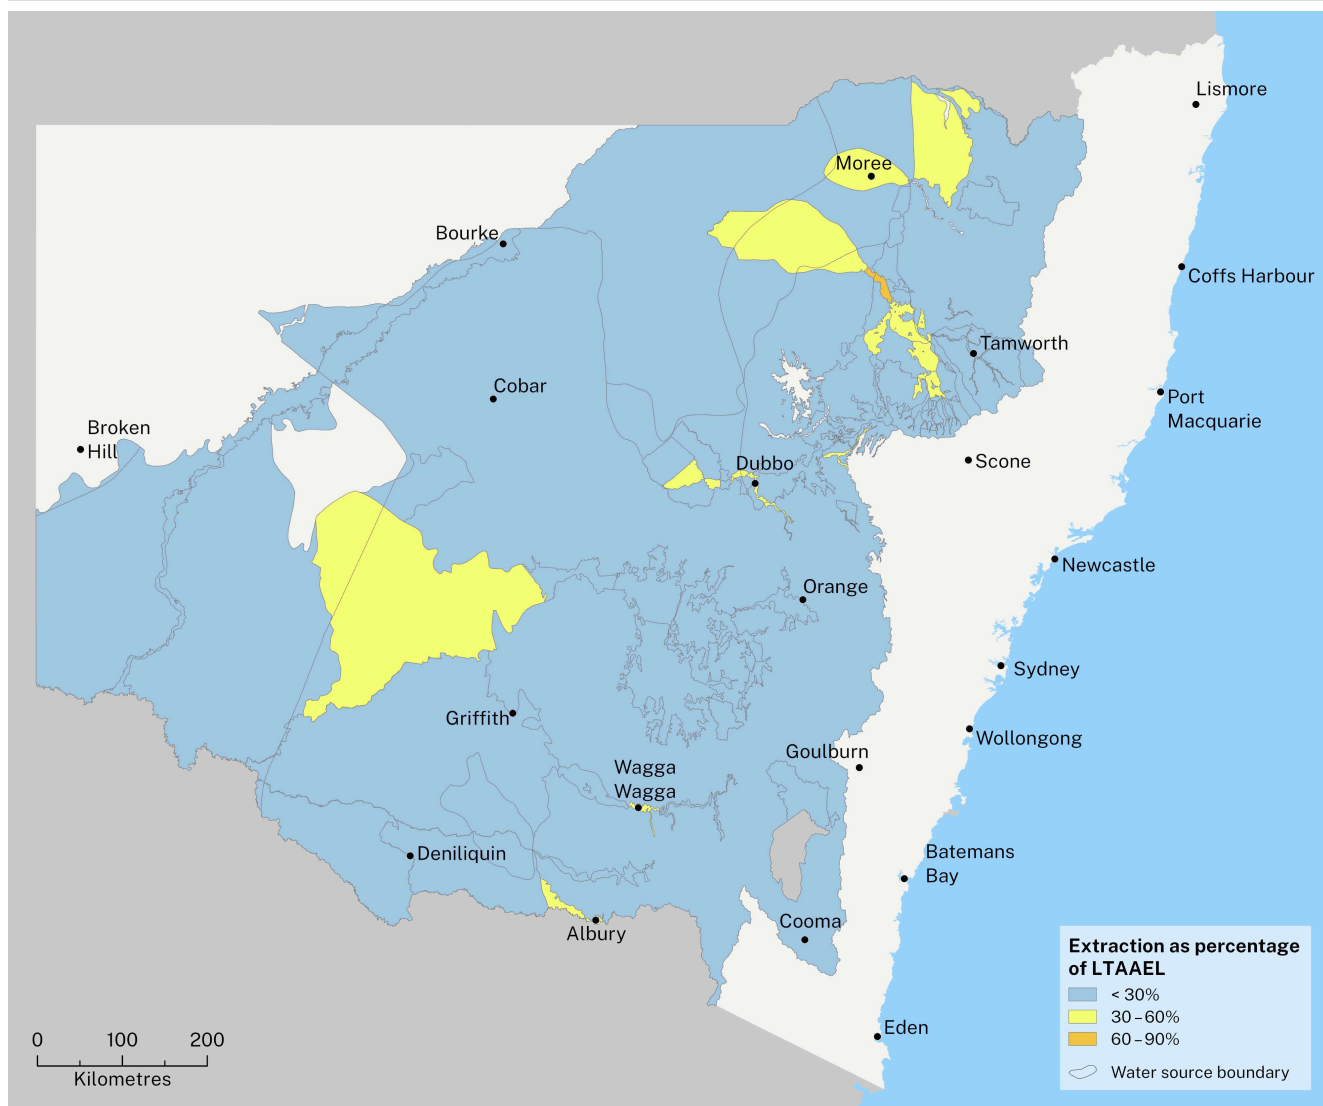 Lismore
Moree
Bourke
Coffs Harbour
Tamworth
Cobar
Port
Macquarie
Broken
Hill
Dubbo
Scone
Newcastle
Orange
Sydney
Griffith
Wollongong
Goulburn
Wagga
Wagga
Deniliquin
Batemans
Bay
Albury
Cooma
Eden
Extraction as percentage
of LTAAEL
< 30%
30–60%
60–90%
Water source boundary
0 100 200
Kilometres